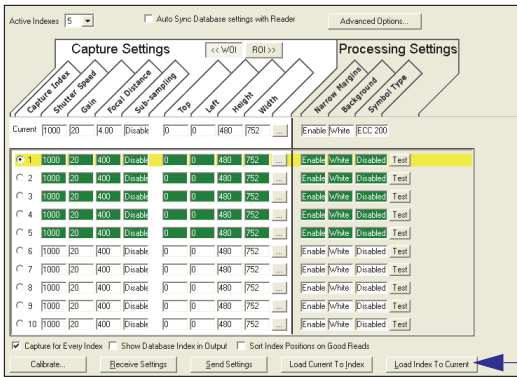 Active Indexes 5 Auto Sync Database settings with Reader Advanced Options...
Capture Settings << WOI ROI >> Processing Settings
Capture Index Shutter Speed Gain Focal Distance Sub-sampling Top Left Height Width Narrow Margins Background Symbol Type
Current 1000 20 4.00 Disable 0 0 480 752 ... Enable White ECC 200
1 1000 20 400 Disable 0 0 480 752 ... Enable White Disabled Test
2 1000 20 400 Disable 0 0 480 752 ... Enable White Disabled Test
3 1000 20 400 Disable 0 0 480 752 ... Enable White Disabled Test
4 1000 20 400 Disable 0 0 480 752 ... Enable White Disabled Test
5 1000 20 400 Disable 0 0 480 752 ... Enable White Disabled Test
6 1000 20 400 Disable 0 0 480 752 ... Enable White Disabled Test
7 1000 20 400 Disable 0 0 480 752 ... Enable White Disabled Test
8 1000 20 400 Disable 0 0 480 752 ... Enable White Disabled Test
9 1000 20 400 Disable 0 0 480 752 ... Enable White Disabled Test
10 1000 20 400 Disable 0 0 480 752 ... Enable White Disabled Test
Capture for Every Index Show Database Index in Output Sort Index Positions on Good Reads
Calibrate... Receive Settings Send Settings Load Current To Index Load Index To Current